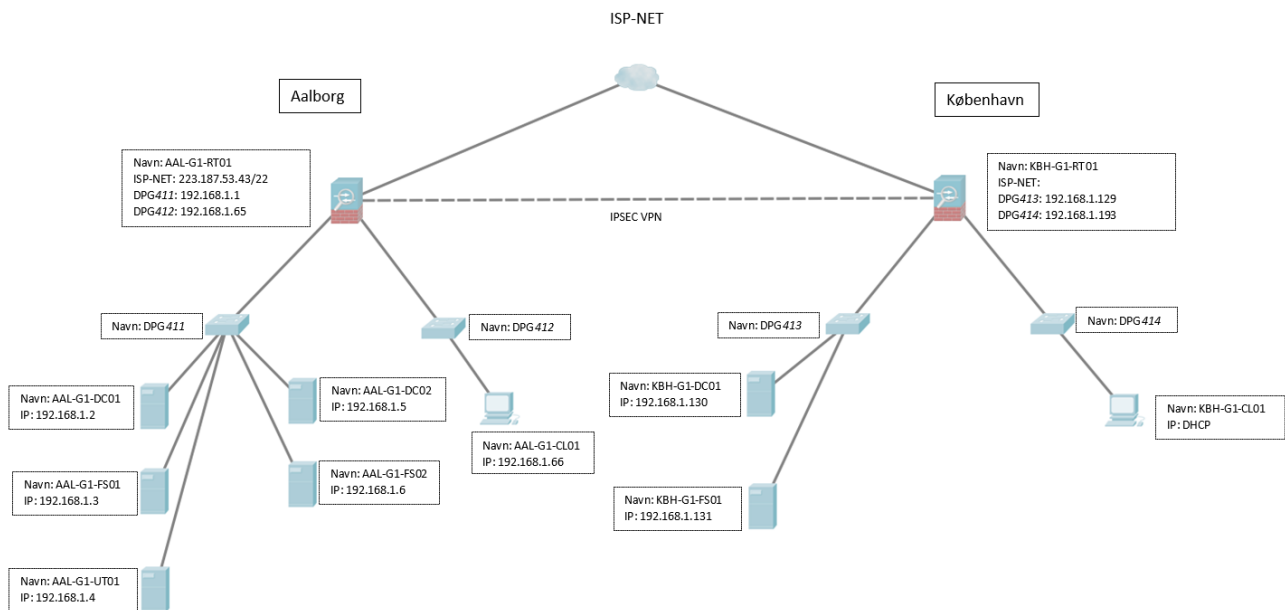 ISP-NET
Aalborg
København
Navn: AAL-G1-RT01
ISP-NET: 223.187.53.43/22
DPG411: 192.168.1.1
DPG412: 192.168.1.65
Navn: KBH-G1-RT01
ISP-NET:
DPG413: 192.168.1.129
DPG414: 192.168.1.193
IPSEC VPN
Navn: DPG411
Navn: DPG412
Navn: DPG413
Navn: DPG414
Navn: AAL-G1-DC01
IP: 192.168.1.2
Navn: AAL-G1-DC02
IP: 192.168.1.5
Navn: AAL-G1-CL01
IP: 192.168.1.66
Navn: KBH-G1-DC01
IP: 192.168.1.130
Navn: KBH-G1-CL01
IP: DHCP
Navn: AAL-G1-FS01
IP: 192.168.1.3
Navn: AAL-G1-FS02
IP: 192.168.1.6
Navn: KBH-G1-FS01
IP: 192.168.1.131
Navn: AAL-G1-UT01
IP: 192.168.1.4